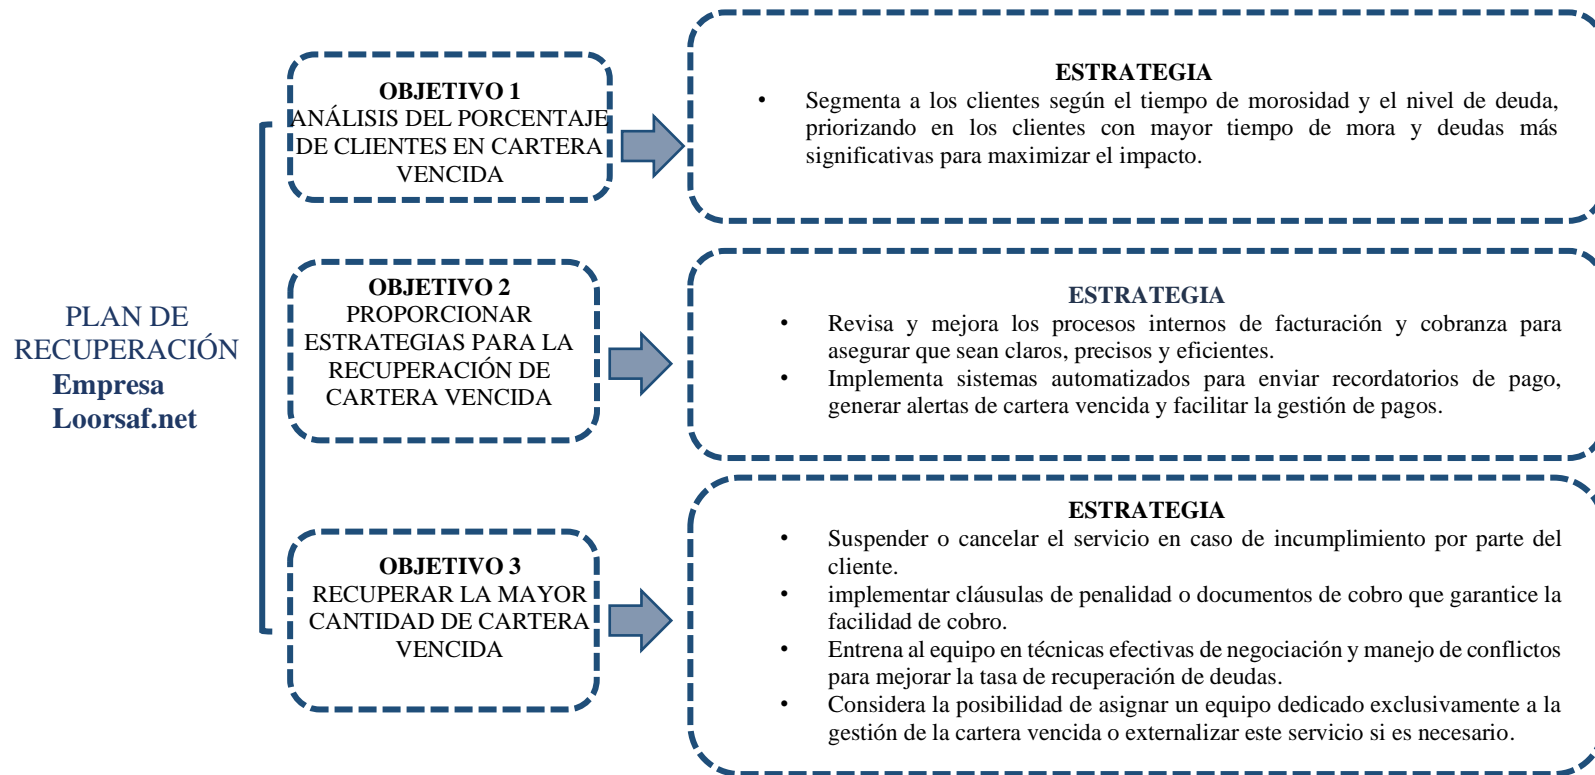 PLAN DE
RECUPERACIÓN
Empresa
Loorsaf.net
OBJETIVO 1
ANÁLISIS DEL PORCENTAJE
DE CLIENTES EN CARTERA
VENCIDA
ESTRATEGIA
• Segmenta a los clientes según el tiempo de morosidad y el nivel de deuda,
priorizando en los clientes con mayor tiempo de mora y deudas más
significativas para maximizar el impacto.
OBJETIVO 2
PROPORCIONAR
ESTRATEGIAS PARA LA
RECUPERACIÓN DE
CARTERA VENCIDA
ESTRATEGIA
• Revisa y mejora los procesos internos de facturación y cobranza para
asegurar que sean claros, precisos y eficientes.
• Implementa sistemas automatizados para enviar recordatorios de pago,
generar alertas de cartera vencida y facilitar la gestión de pagos.
OBJETIVO 3
RECUPERAR LA MAYOR
CANTIDAD DE CARTERA
VENCIDA
ESTRATEGIA
• Suspender o cancelar el servicio en caso de incumplimiento por parte del
cliente.
• implementar cláusulas de penalidad o documentos de cobro que garantice la
facilidad de cobro.
• Entrena al equipo en técnicas efectivas de negociación y manejo de conflictos
para mejorar la tasa de recuperación de deudas.
• Considera la posibilidad de asignar un equipo dedicado exclusivamente a la
gestión de la cartera vencida o externalizar este servicio si es necesario.